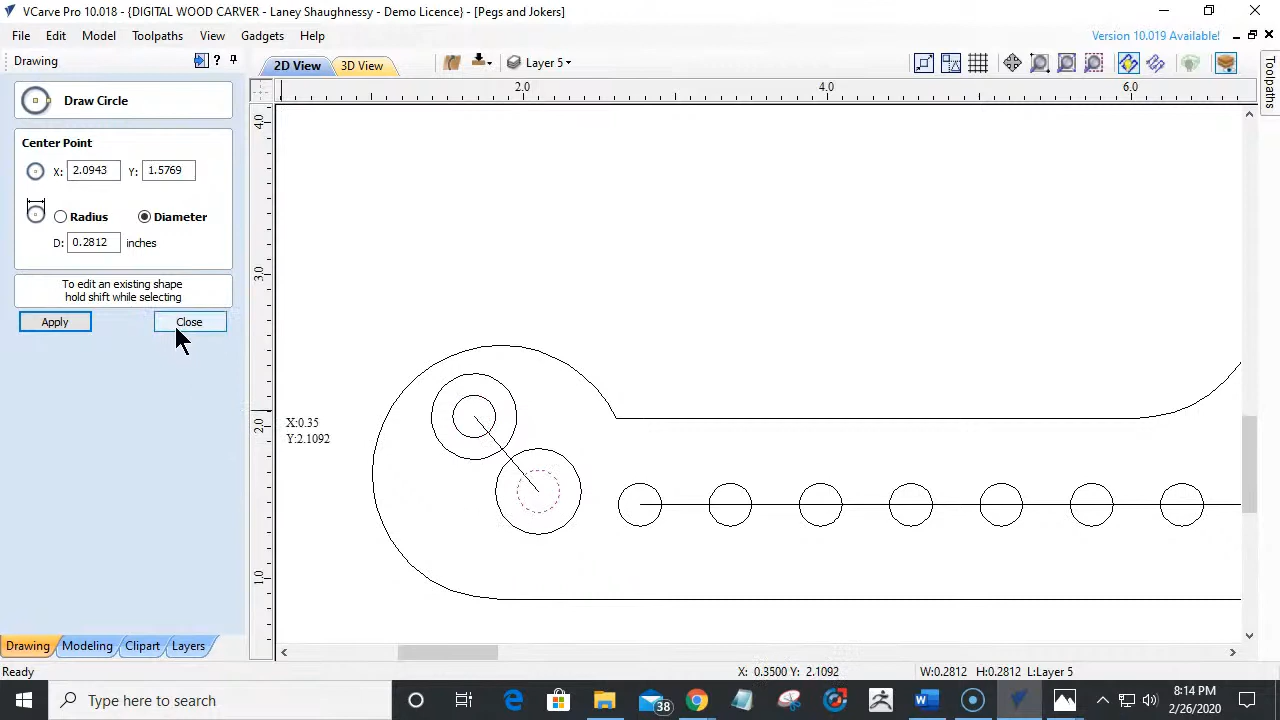 VCarve Pro 10.018 - {DIGITAL WOOD CARVER - Laney Shaughnessy - Demo Licence} - [Pegs and Jokers]
File Edit Model Toolpaths View Gadgets Help
Version 10.019 Available!
Drawing
2D View
3D View
Layer 5
Toolpaths
Draw Circle
2.0
4.0
6.0
4.0
3.0
2.0
1.0
Center Point
X: 2.0943 Y: 1.5769
Radius Diameter
D: 0.2812 inches
To edit an existing shape
hold shift while selecting
Apply Close
X:0.35
Y:2.1092
Drawing Modeling Clipart Layers
Ready
X: 0.3500 Y: 2.1092
W:0.2812 H:0.2812 L:Layer 5
Type here to search
38
8:14 PM
2/26/2020